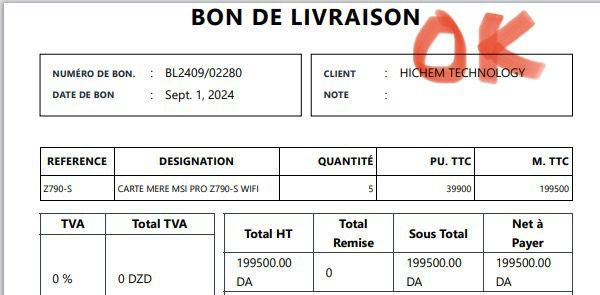 BON DE LIVRAISON
OK
NUMÉRO DE BON. : BL2409/02280
DATE DE BON : Sept. 1, 2024
CLIENT : HICHEM TECHNOLOGY
NOTE :
REFERENCE DESIGNATION QUANTITÉ PU. TTC M. TTC
Z790-S CARTE MERE MSI PRO Z790-S WIFI 5 39900 199500
TVA Total TVA
0 % 0 DZD
Total HT Total Remise Sous Total Net à Payer
199500.00 DA 0 199500.00 DA 199500.00 DA